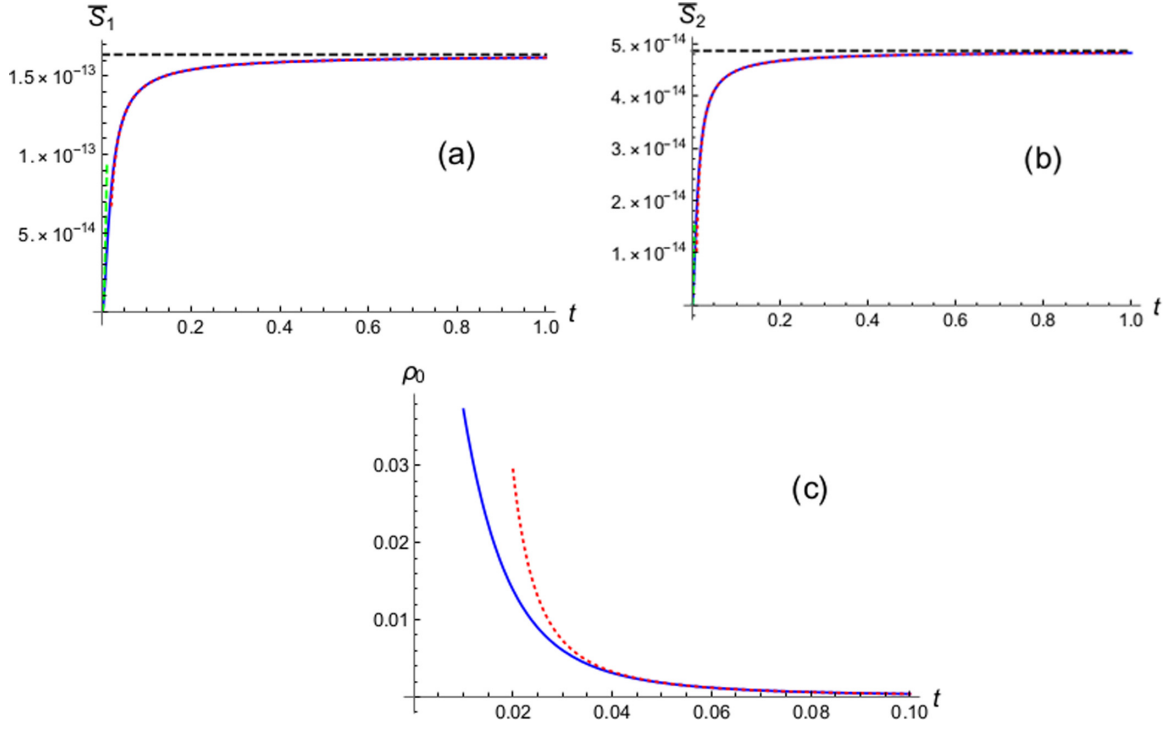 S̅₁
1.5×10⁻¹³
1.×10⁻¹³
5.×10⁻¹⁴
0.2 0.4 0.6 0.8 1.0 t
(a)
S̅₂
5.×10⁻¹⁴
4.×10⁻¹⁴
3.×10⁻¹⁴
2.×10⁻¹⁴
1.×10⁻¹⁴
0.2 0.4 0.6 0.8 1.0 t
(b)
ρ₀
0.03
0.02
0.01
0.02 0.04 0.06 0.08 0.10 t
(c)